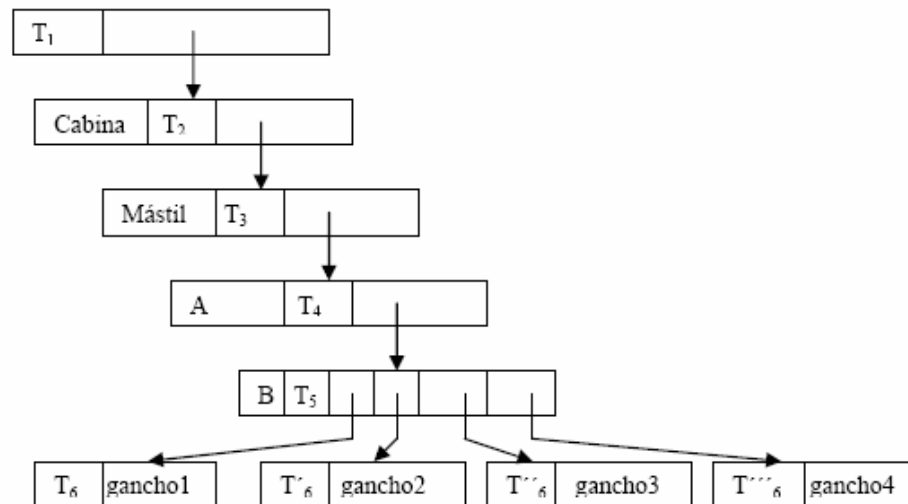 T₁
Cabina T₂
Mástil T₃
A T₄
B T₅
T₆ gancho1 T´₆ gancho2 T´´₆ gancho3 T´´´₆ gancho4